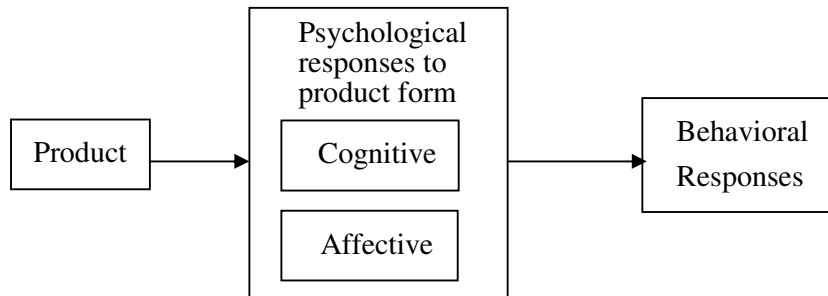 Product
Psychological
responses to
product form
Cognitive
Affective
Behavioral
Responses